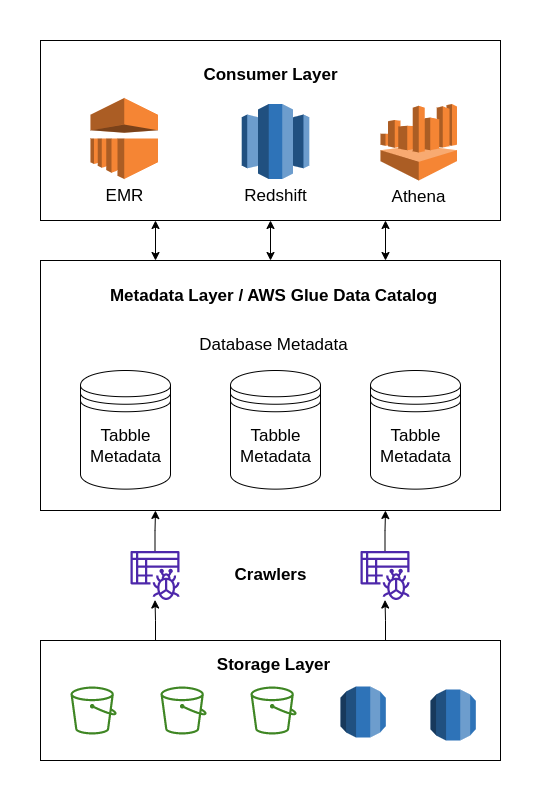 Consumer Layer
EMR
Redshift
Athena
Metadata Layer / AWS Glue Data Catalog
Database Metadata
Tabble
Metadata
Tabble
Metadata
Tabble
Metadata
Crawlers
Storage Layer